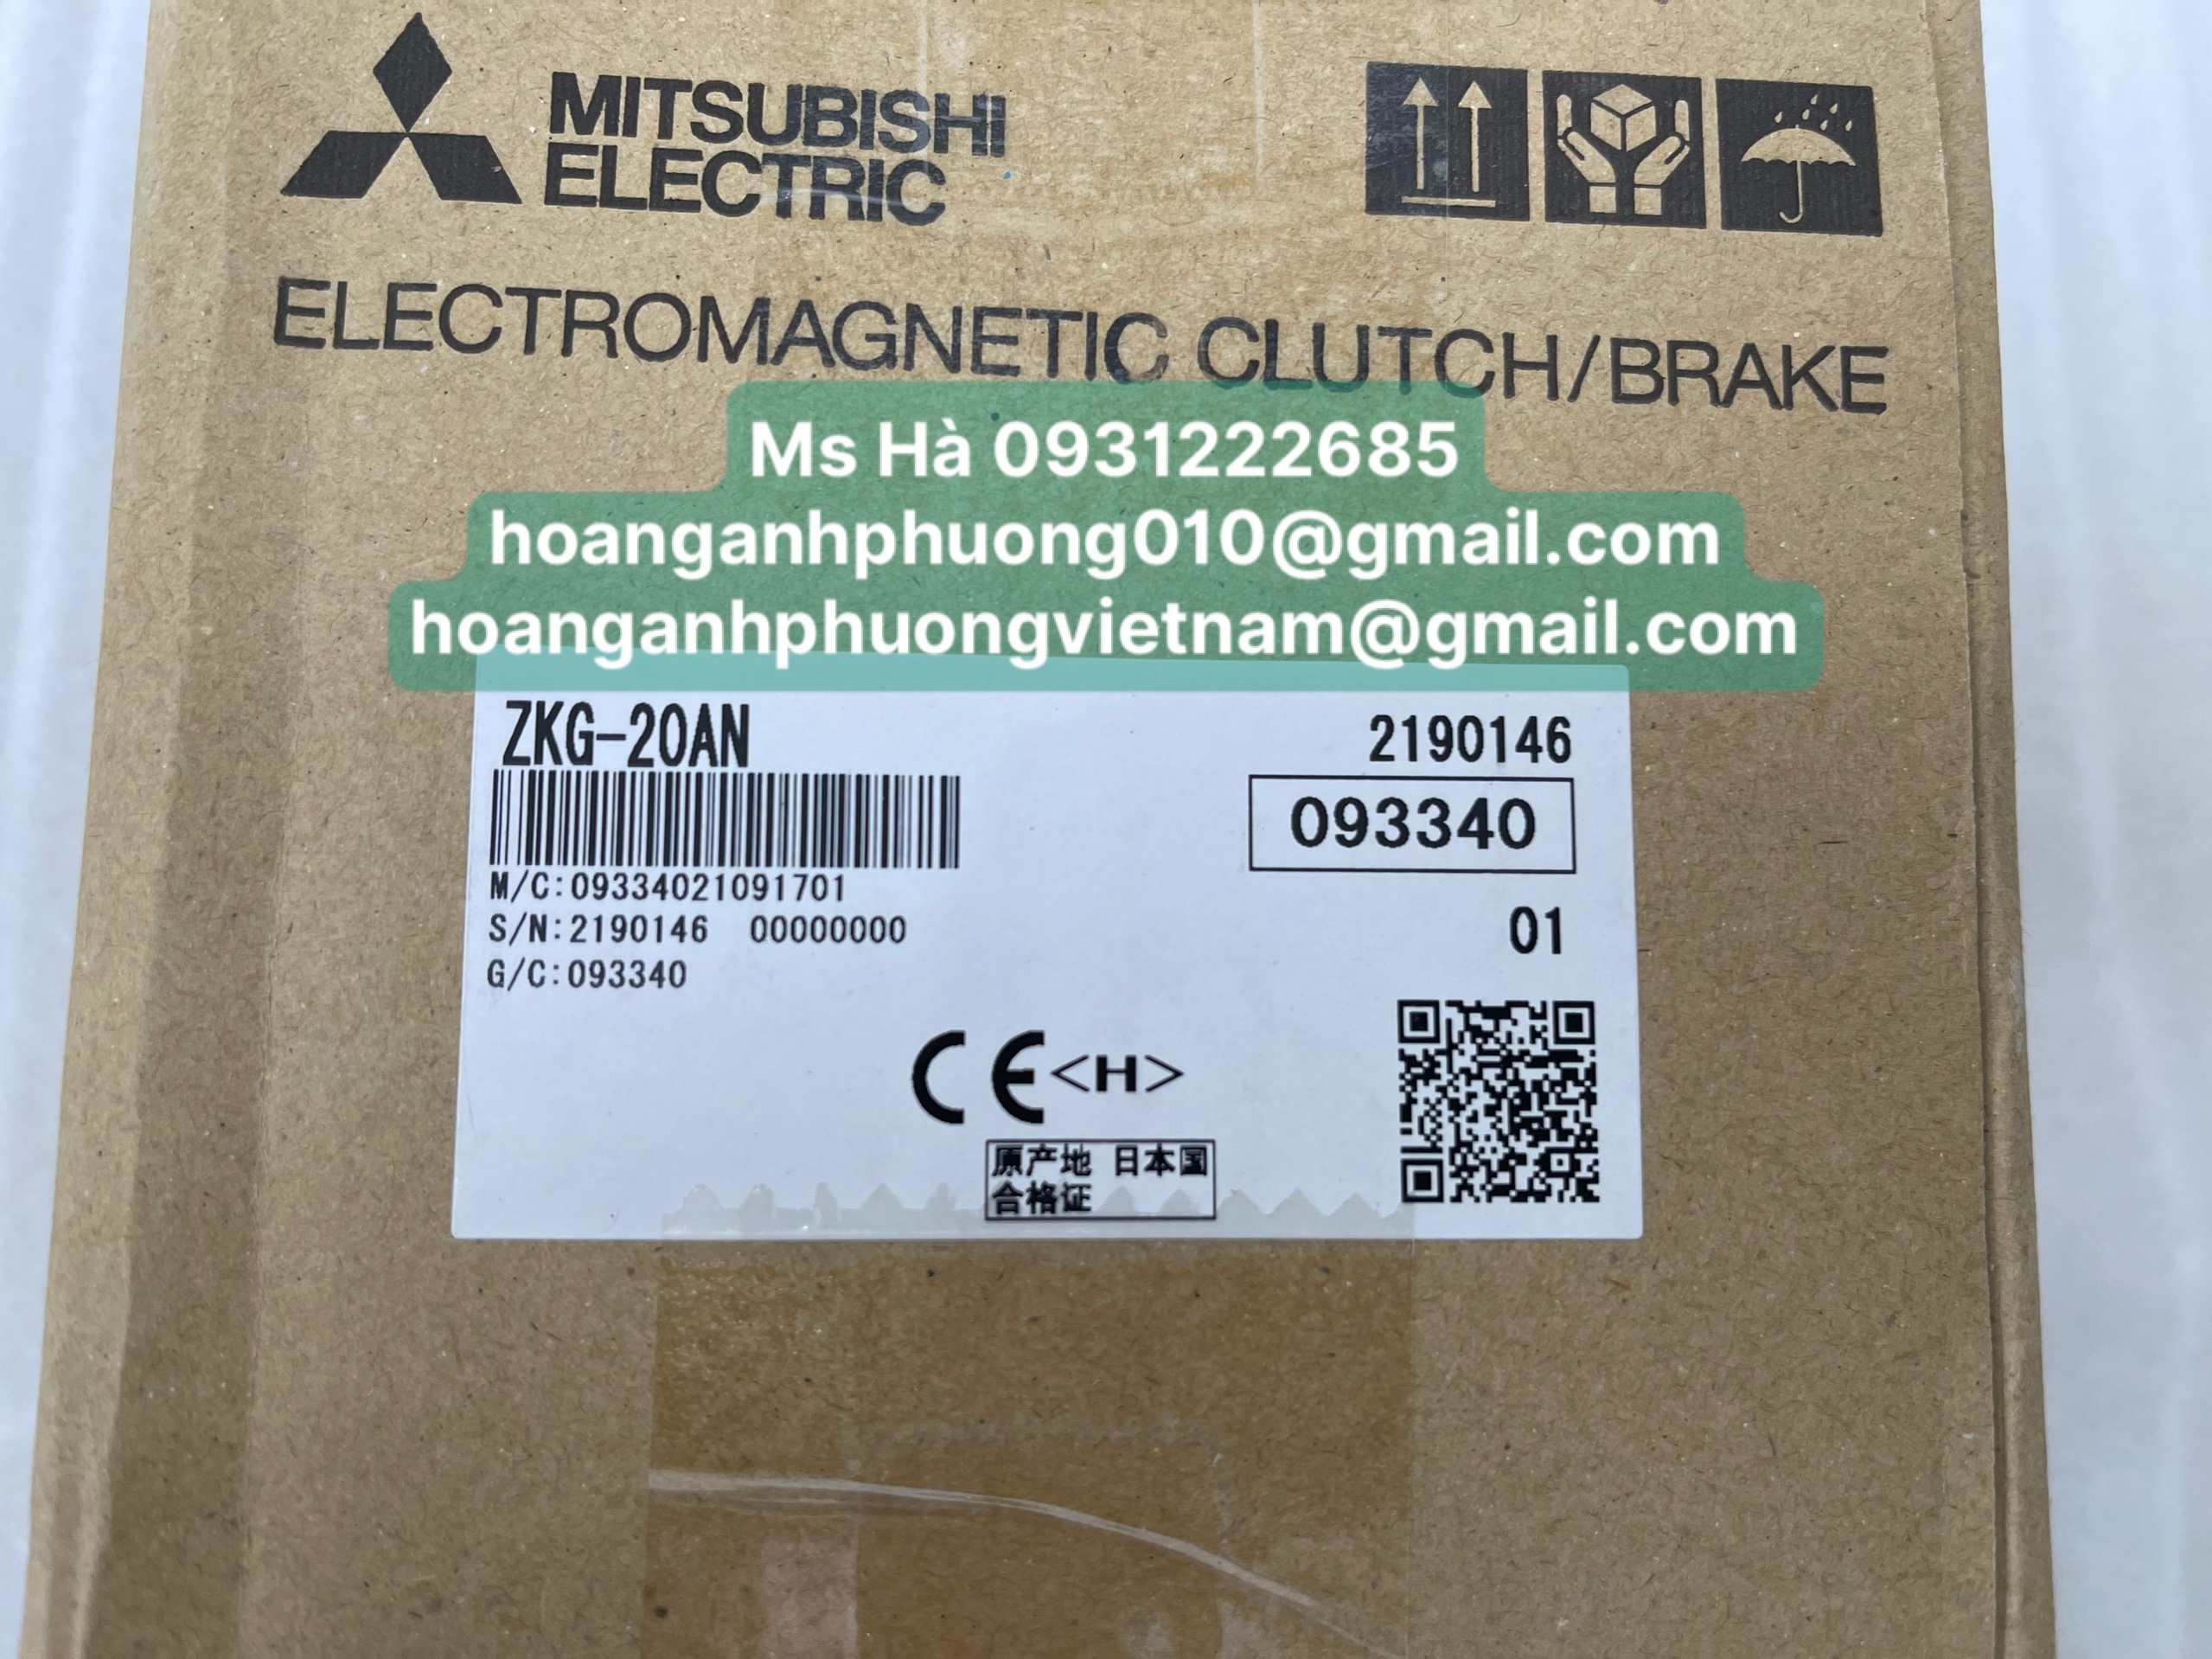 MITSUBISHI
ELECTRIC
ELECTROMAGNETIC CLUTCH/BRAKE
Ms Hà 0931222685
hoanganhphuong010@gmail.com
hoanganhphuongvietnam@gmail.com
ZKG-20AN
2190146
093340
M/C:09334021091701
S/N:2190146 00000000
01
G/C:093340
CE<H>
原产地 日本国
合格证